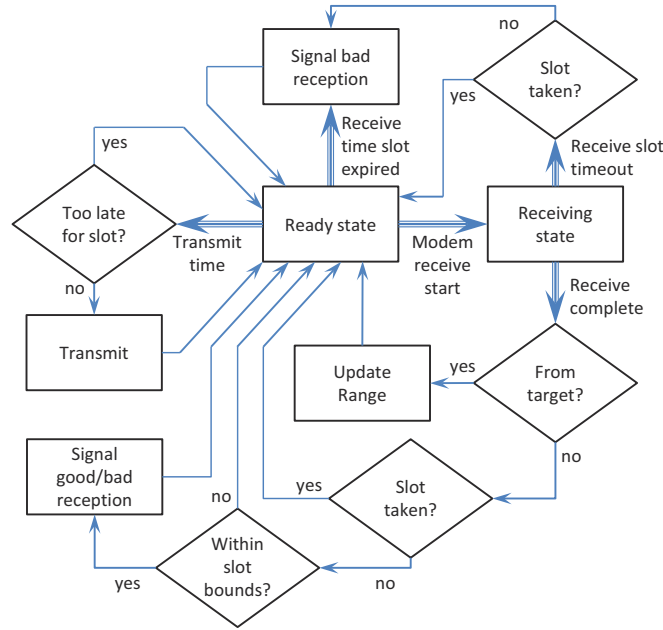 no
Signal bad
reception
Slot
taken?
yes
Receive
time slot
expired
Receive slot
timeout
yes
Too late
for slot?
Transmit
time
Ready state
Modem
receive
start
Receiving
state
no
Receive
complete
Transmit
Update
Range
yes
From
target?
no
Signal
good/bad
reception
yes
Slot
taken?
no
Within
slot
bounds?
yes
no